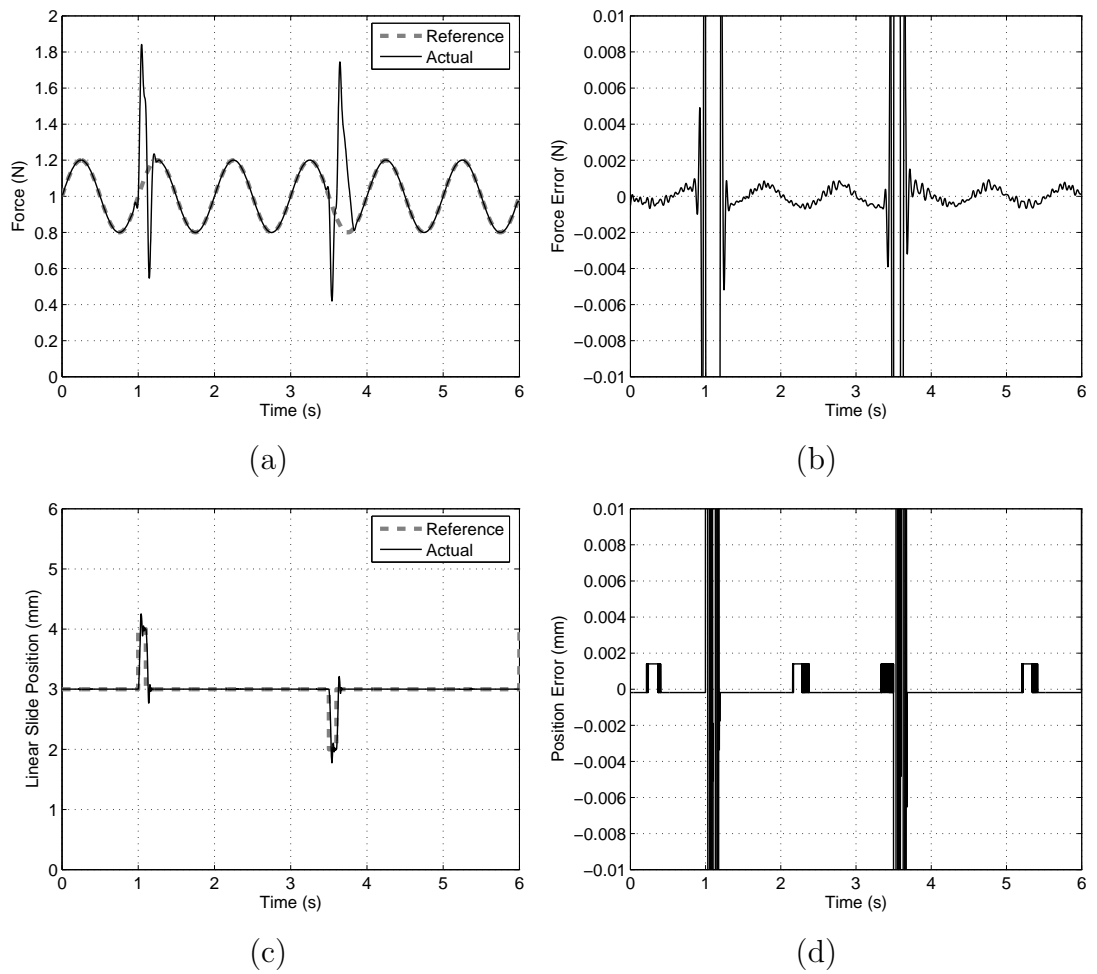 2
1.8
1.6
1.4
1.2
1
0.8
0.6
0.4
0.2
0
Force (N)
Reference
Actual
0 1 2 3 4 5 6
Time (s)
(a)
0.01
0.008
0.006
0.004
0.002
0
−0.002
−0.004
−0.006
−0.008
−0.01
Force Error (N)
0 1 2 3 4 5 6
Time (s)
(b)
6
5
4
3
2
1
0
Linear Slide Position (mm)
Reference
Actual
0 1 2 3 4 5 6
Time (s)
(c)
0.01
0.008
0.006
0.004
0.002
0
−0.002
−0.004
−0.006
−0.008
−0.01
Position Error (mm)
0 1 2 3 4 5 6
Time (s)
(d)